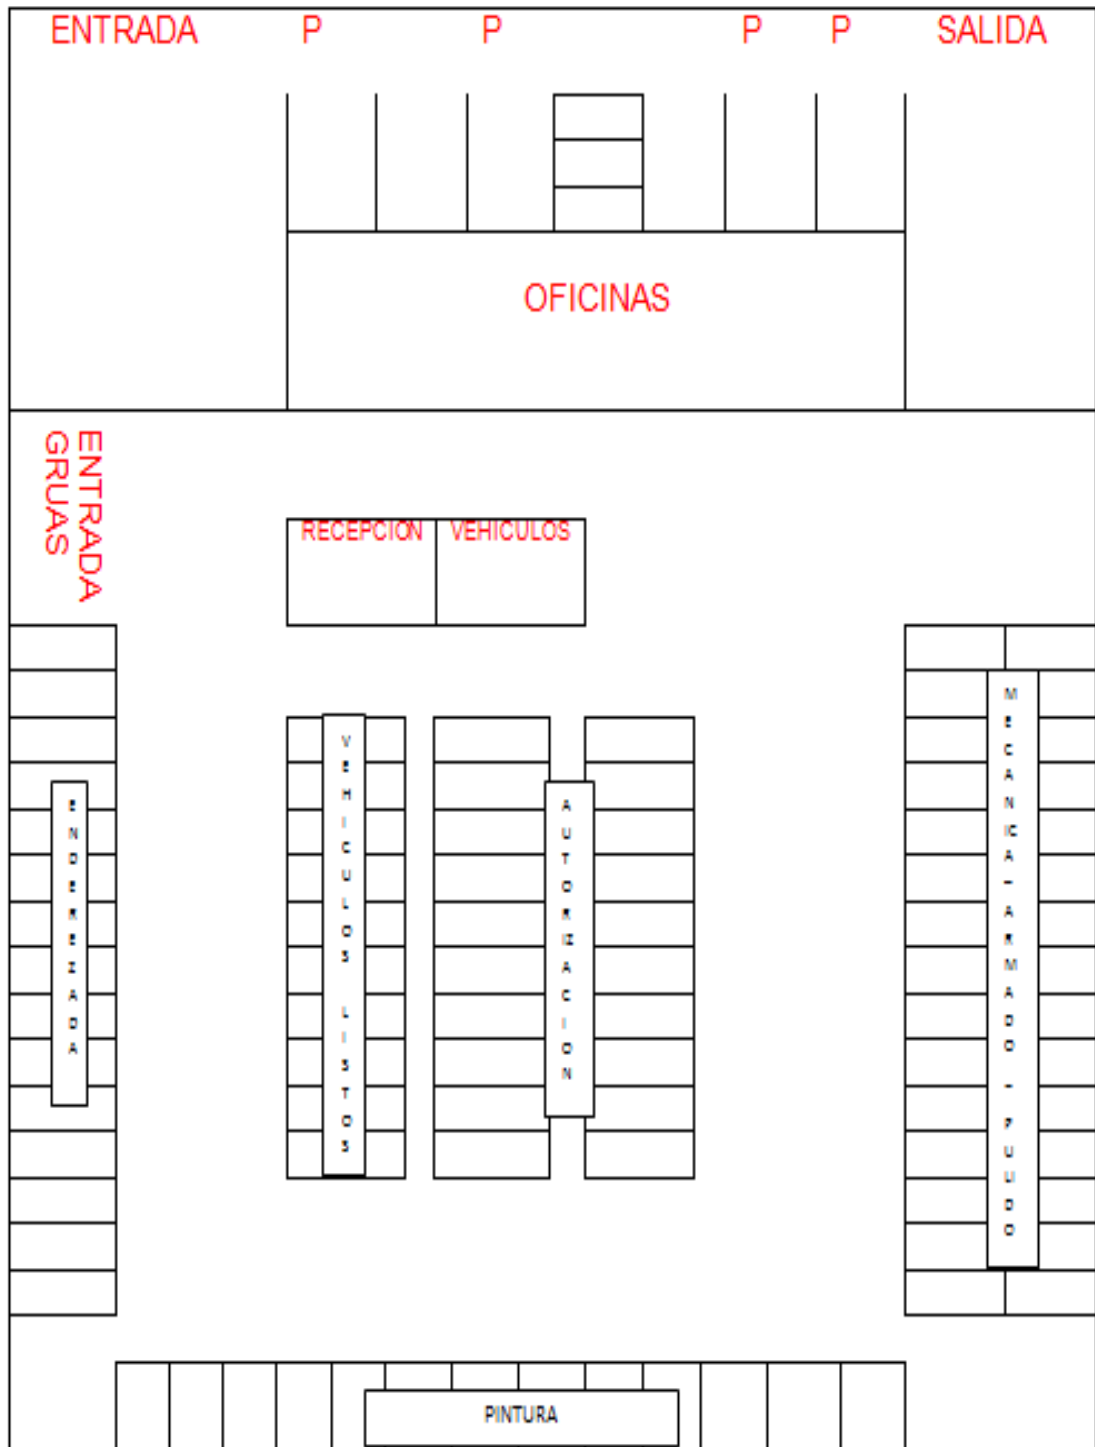 ENTRADA P P P P SALIDA
OFICINAS
ENTRADA
GRUAS
RECEPCION VEHICULOS
ENDEREZADA
VEHICULOS LISTOS
AUTORIZACION
MECANICA-ARMADO - PULIDO
PINTURA